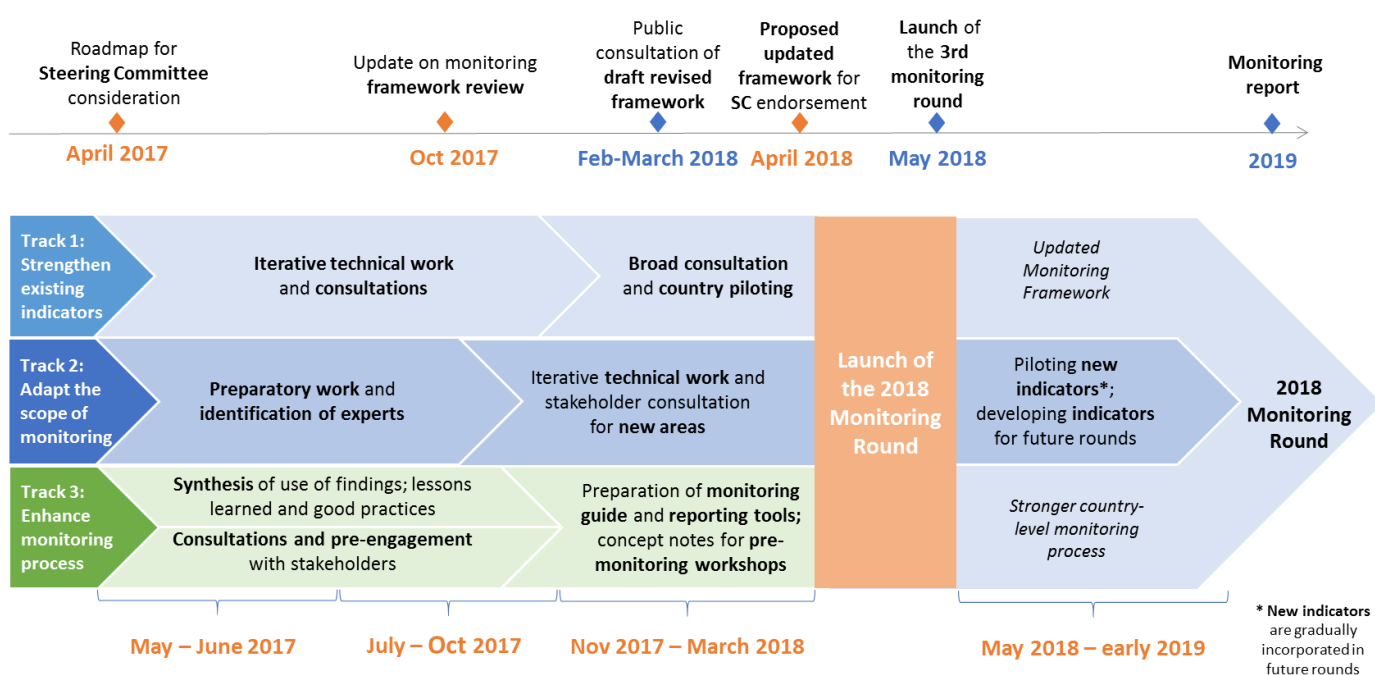 Roadmap for
Steering Committee
consideration
April 2017
Update on monitoring
framework review
Oct 2017
Public
consultation of
draft revised
framework
Feb-March 2018
Proposed
updated
framework for
SC endorsement
April 2018
Launch of
the 3rd
monitoring
round
May 2018
Monitoring
report
2019
Track 1:
Strengthen
existing
indicators
Iterative technical work
and consultations
Broad consultation
and country piloting
Updated
Monitoring
Framework
Track 2:
Adapt the
scope of
monitoring
Preparatory work and
identification of experts
Iterative technical work and
stakeholder consultation
for new areas
Launch of
the 2018
Monitoring
Round
Piloting new
indicators*;
developing indicators
for future rounds
2018
Monitoring
Round
Track 3:
Enhance
monitoring
process
Synthesis of use of findings; lessons
learned and good practices
Consultations and pre-engagement
with stakeholders
Preparation of monitoring
guide and reporting tools;
concept notes for pre-
monitoring workshops
Stronger country-
level monitoring
process
May – June 2017
July – Oct 2017
Nov 2017 – March 2018
May 2018 – early 2019
* New indicators
are gradually
incorporated in
future rounds